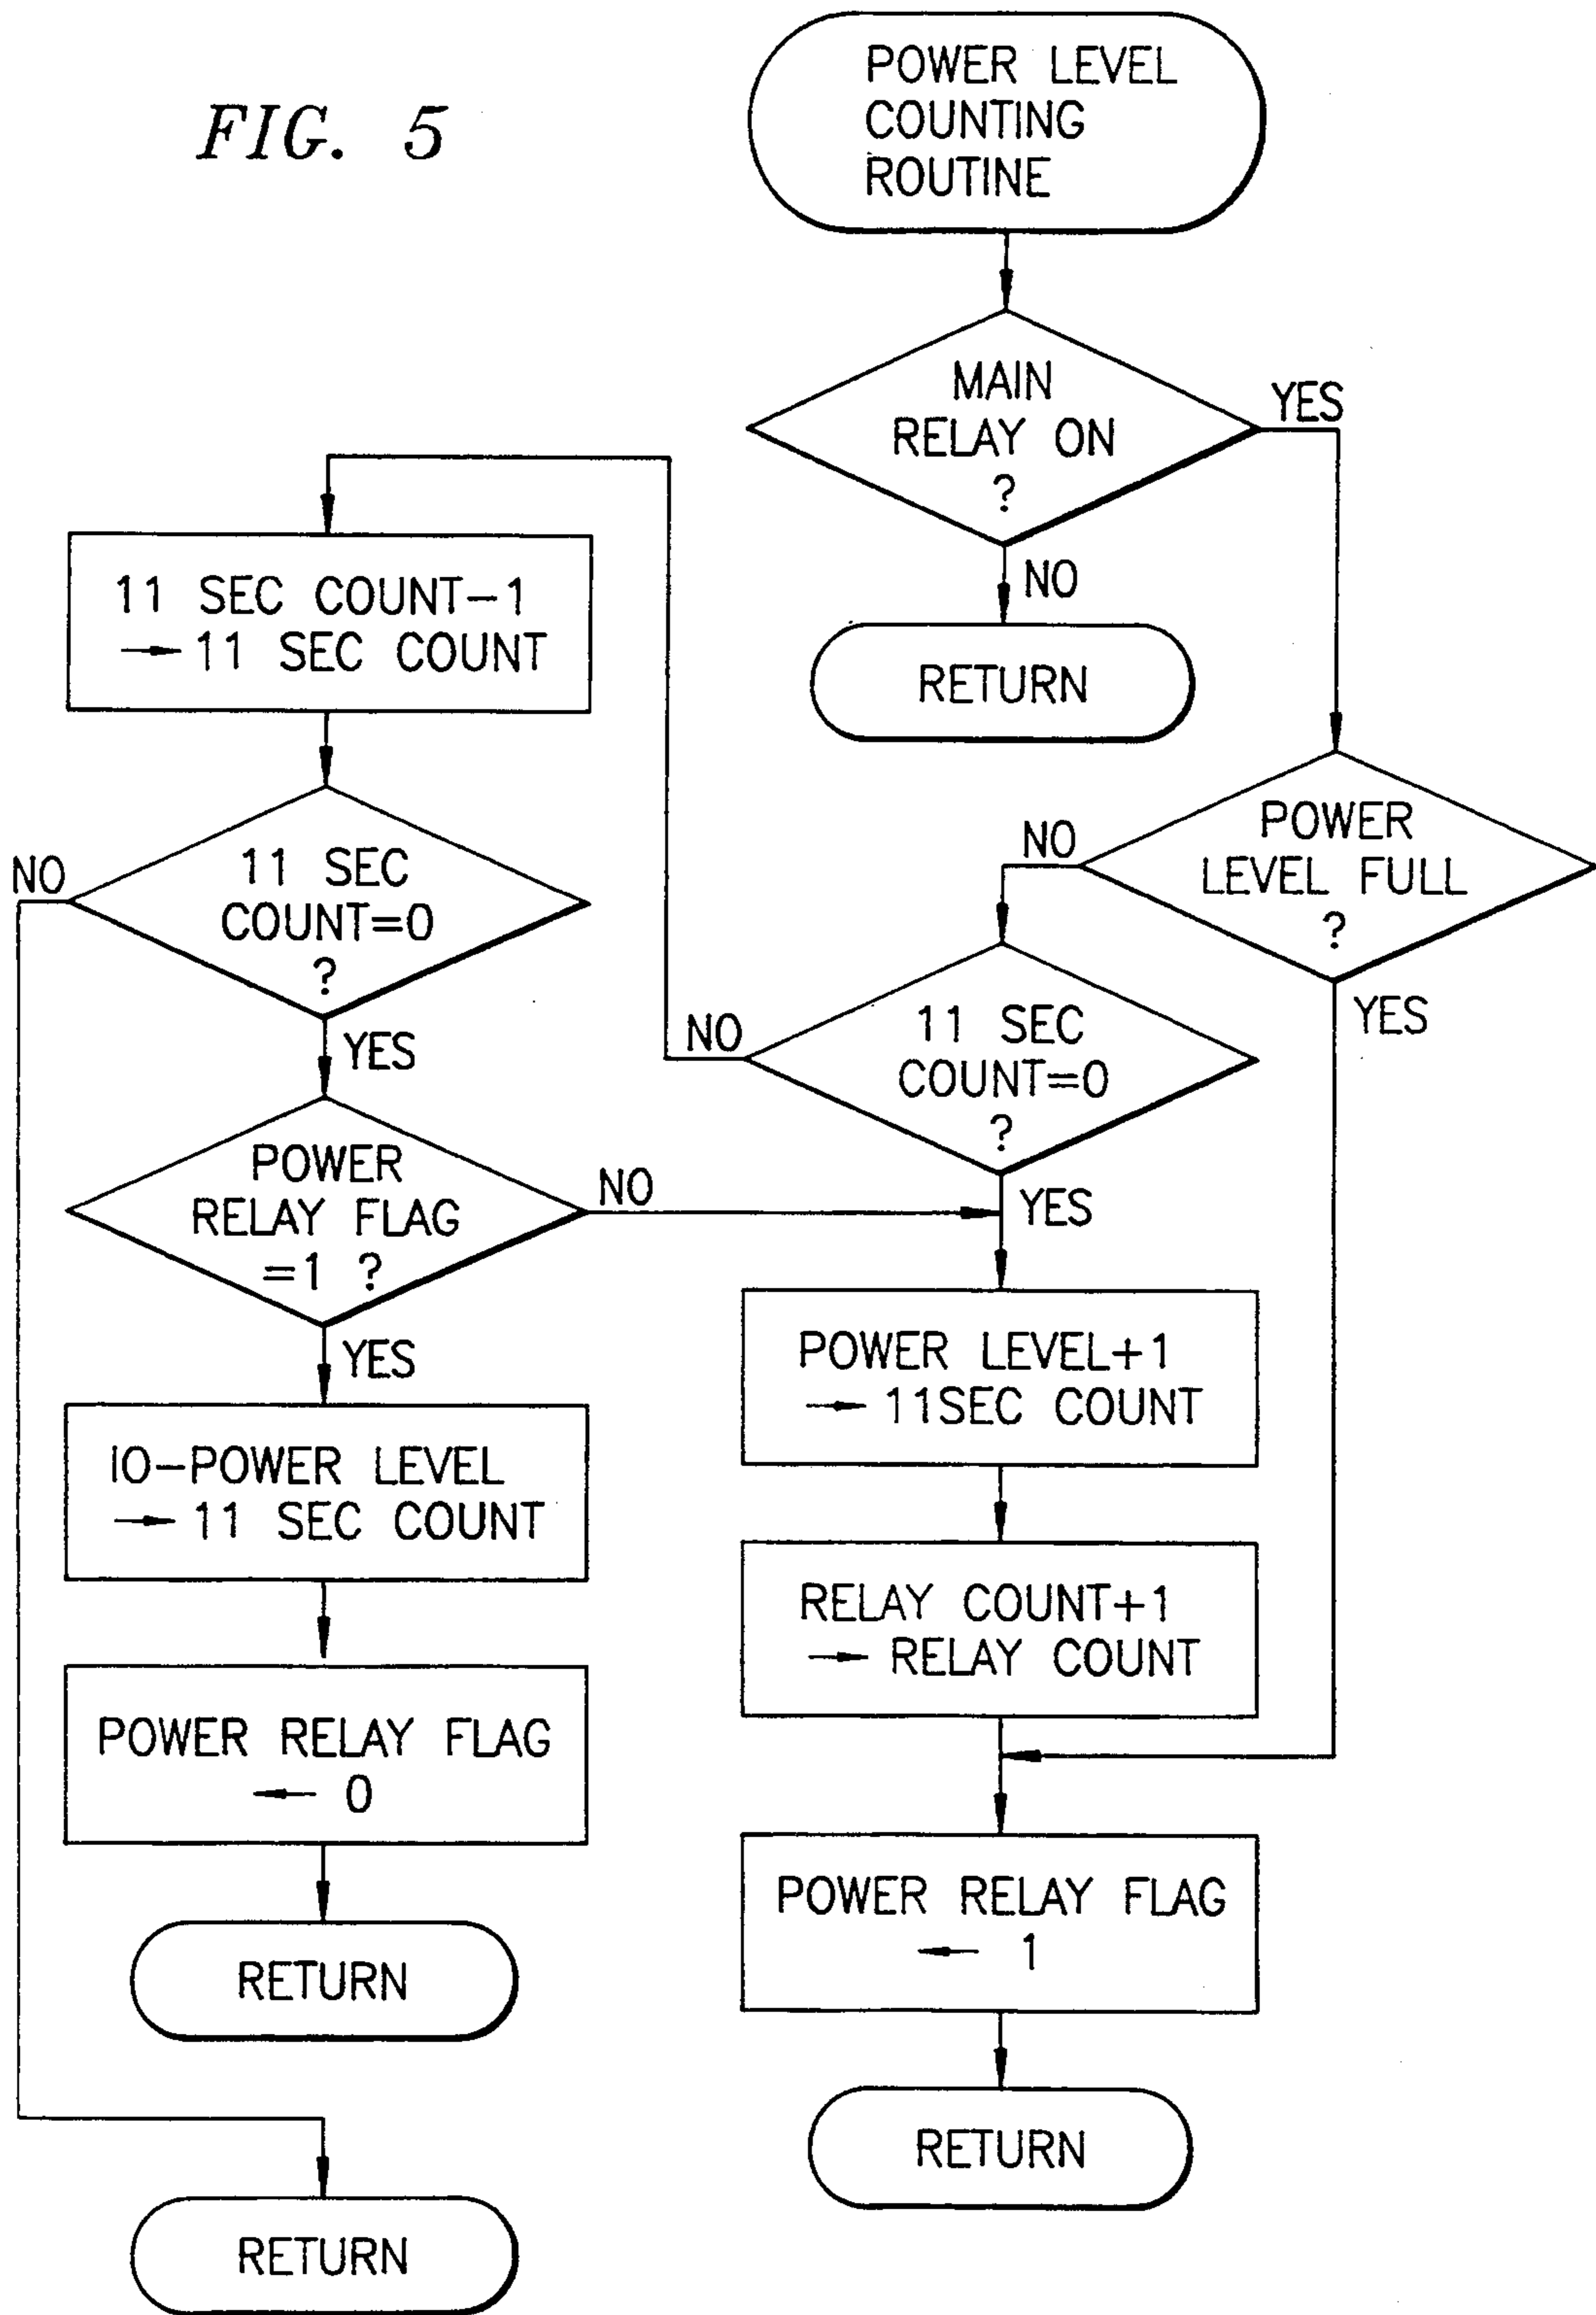 FIG. 5
POWER LEVEL
COUNTING
ROUTINE
MAIN
RELAY ON
?
YES
NO
RETURN
POWER
LEVEL FULL
?
NO
YES
11 SEC
COUNT=0
?
NO
YES
11 SEC COUNT-1
→ 11 SEC COUNT
11 SEC
COUNT=0
?
NO
YES
POWER
RELAY FLAG
=1 ?
NO
YES
10-POWER LEVEL
→ 11 SEC COUNT
POWER RELAY FLAG
← 0
RETURN
RETURN
POWER LEVEL+1
→ 11SEC COUNT
RELAY COUNT+1
→ RELAY COUNT
POWER RELAY FLAG
← 1
RETURN